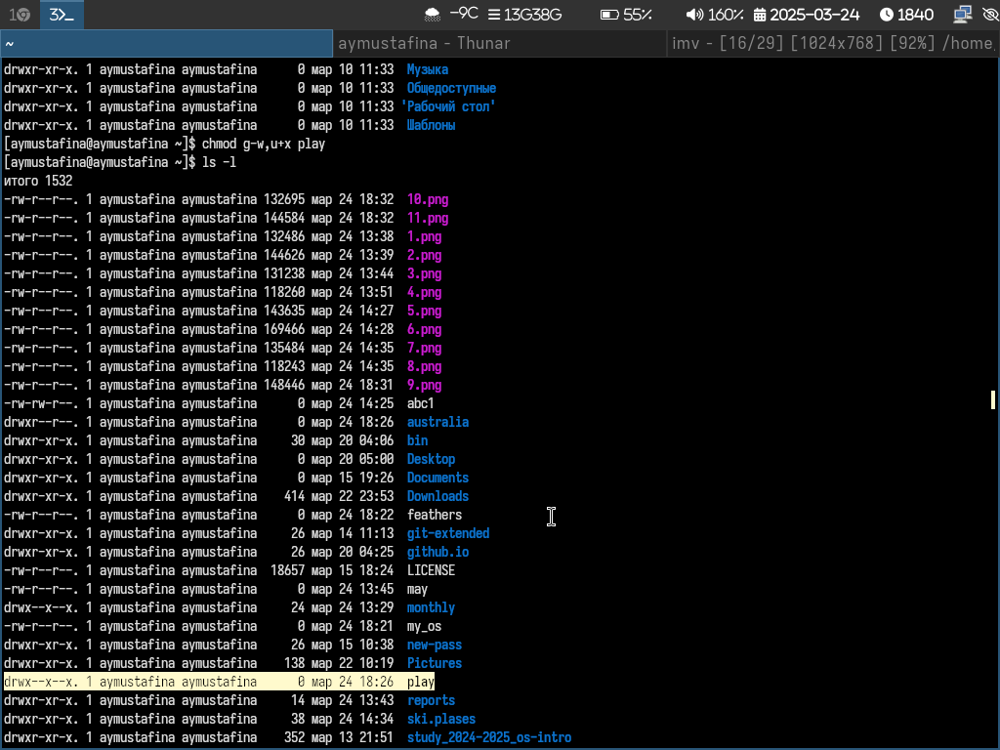 1 3 -9C 13G38G 55% 160% 2025-03-24 1840
~ aymustafina - Thunar imv - [16/29] [1024x768] [92%] /home
drwxr-xr-x. 1 aymustafina aymustafina 0 мар 10 11:33 Музыка
drwxr-xr-x. 1 aymustafina aymustafina 0 мар 10 11:33 Общедоступные
drwxr-xr-x. 1 aymustafina aymustafina 0 мар 10 11:33 'Рабочий стол'
drwxr-xr-x. 1 aymustafina aymustafina 0 мар 10 11:33 Шаблоны
[aymustafina@aymustafina ~]$ chmod g-w,u+x play
[aymustafina@aymustafina ~]$ ls -l
итого 1532
-rw-r--r--. 1 aymustafina aymustafina 132695 мар 24 18:32 10.png
-rw-r--r--. 1 aymustafina aymustafina 144584 мар 24 18:32 11.png
-rw-r--r--. 1 aymustafina aymustafina 132486 мар 24 13:38 1.png
-rw-r--r--. 1 aymustafina aymustafina 144626 мар 24 13:39 2.png
-rw-r--r--. 1 aymustafina aymustafina 131238 мар 24 13:44 3.png
-rw-r--r--. 1 aymustafina aymustafina 118260 мар 24 13:51 4.png
-rw-r--r--. 1 aymustafina aymustafina 143635 мар 24 14:27 5.png
-rw-r--r--. 1 aymustafina aymustafina 169466 мар 24 14:28 6.png
-rw-r--r--. 1 aymustafina aymustafina 135484 мар 24 14:35 7.png
-rw-r--r--. 1 aymustafina aymustafina 118243 мар 24 14:35 8.png
-rw-r--r--. 1 aymustafina aymustafina 148446 мар 24 18:31 9.png
-rw-rw-r--. 1 aymustafina aymustafina 0 мар 24 14:25 abc1
drwxr--r--. 1 aymustafina aymustafina 0 мар 24 18:26 australia
drwxr-xr-x. 1 aymustafina aymustafina 30 мар 20 04:06 bin
drwxr-xr-x. 1 aymustafina aymustafina 0 мар 20 05:00 Desktop
drwxr-xr-x. 1 aymustafina aymustafina 0 мар 15 19:26 Documents
drwxr-xr-x. 1 aymustafina aymustafina 414 мар 22 23:53 Downloads
-rw-r--r--. 1 aymustafina aymustafina 0 мар 24 18:22 feathers
drwxr-xr-x. 1 aymustafina aymustafina 26 мар 14 11:13 git-extended
drwxr-xr-x. 1 aymustafina aymustafina 26 мар 20 04:25 github.io
-rw-r--r--. 1 aymustafina aymustafina 18657 мар 15 18:24 LICENSE
-rw-r--r--. 1 aymustafina aymustafina 0 мар 24 13:45 may
drwx--x--x. 1 aymustafina aymustafina 24 мар 24 13:29 monthly
-rw-r--r--. 1 aymustafina aymustafina 0 мар 24 18:21 my_os
drwxr-xr-x. 1 aymustafina aymustafina 26 мар 15 10:38 new-pass
drwxr-xr-x. 1 aymustafina aymustafina 138 мар 22 10:19 Pictures
drwx--x--x. 1 aymustafina aymustafina 0 мар 24 18:26 play
drwxr-xr-x. 1 aymustafina aymustafina 14 мар 24 13:43 reports
drwxr-xr-x. 1 aymustafina aymustafina 38 мар 24 14:34 ski.plases
drwxr-xr-x. 1 aymustafina aymustafina 352 мар 13 21:51 study_2024-2025_os-intro